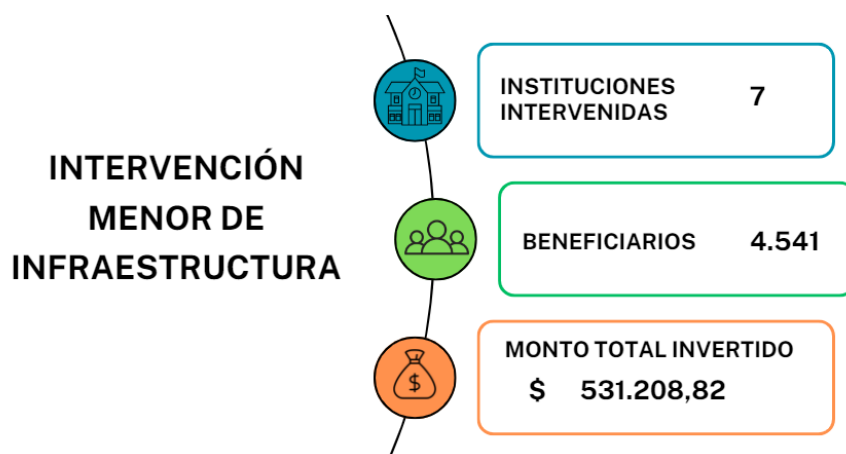 INTERVENCIÓN
MENOR DE
INFRAESTRUCTURA
INSTITUCIONES
INTERVENIDAS 7
BENEFICIARIOS 4.541
MONTO TOTAL INVERTIDO
$ 531.208,82